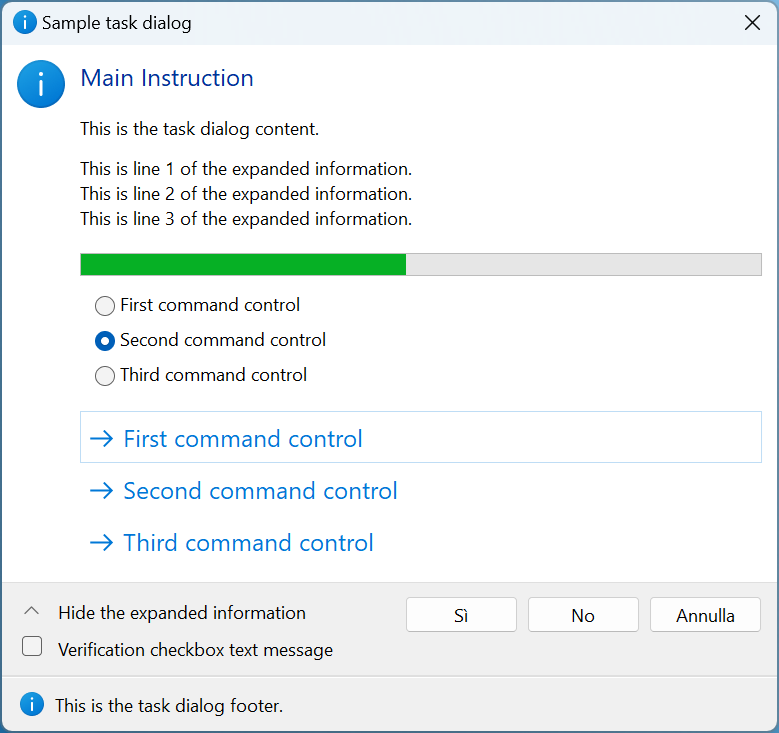 Sample task dialog
Main Instruction
This is the task dialog content.
This is line 1 of the expanded information.
This is line 2 of the expanded information.
This is line 3 of the expanded information.
First command control
Second command control
Third command control
First command control
Second command control
Third command control
Hide the expanded information
Sì No Annulla
Verification checkbox text message
This is the task dialog footer.